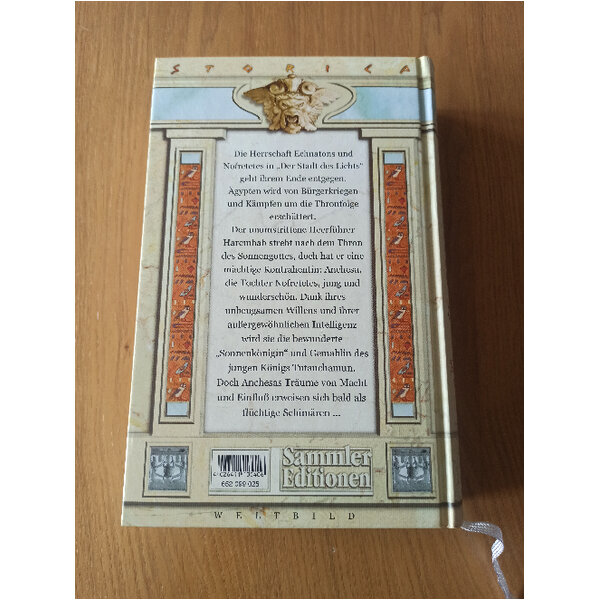 STORICA
Die Herrschaft Echnatons und
Nofretetes in „Der Stadt des Lichts“
geht ihrem Ende entgegen.
Ägypten wird von Bürgerkriegen
und Kämpfen um die Thronfolge
erschüttert.
Der unumstrittene Heerführer
Haremhab strebt nach dem Thron
des Sonnengottes, doch hat er eine
mächtige Kontrahentin: Anchesa,
die Tochter Nofretetes, jung und
wunderschön. Dank ihres
unbeugsamen Willens und ihrer
außergewöhnlichen Intelligenz
wird sie die bewunderte
„Sonnenkönigin“ und Gemahlin des
jungen Königs Tutanchamun.
Doch Anchesas Träume von Macht
und Einfluß erweisen sich bald als
flüchtige Schimären ...
Sammler
Editionen
WELTBILD